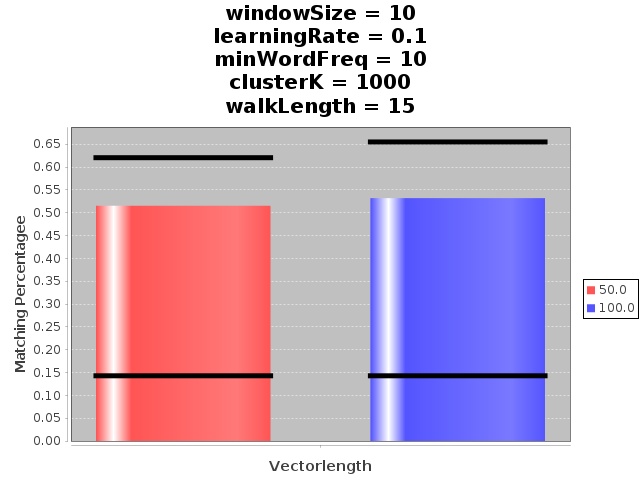 windowSize = 10
learningRate = 0.1
minWordFreq = 10
clusterK = 1000
walkLength = 15
0.65
0.60
0.55
0.50
0.45
0.40
0.35
0.30
0.25
0.20
0.15
0.10
0.05
0.00
Matching Percentagee
Vectorlength
50.0
100.0